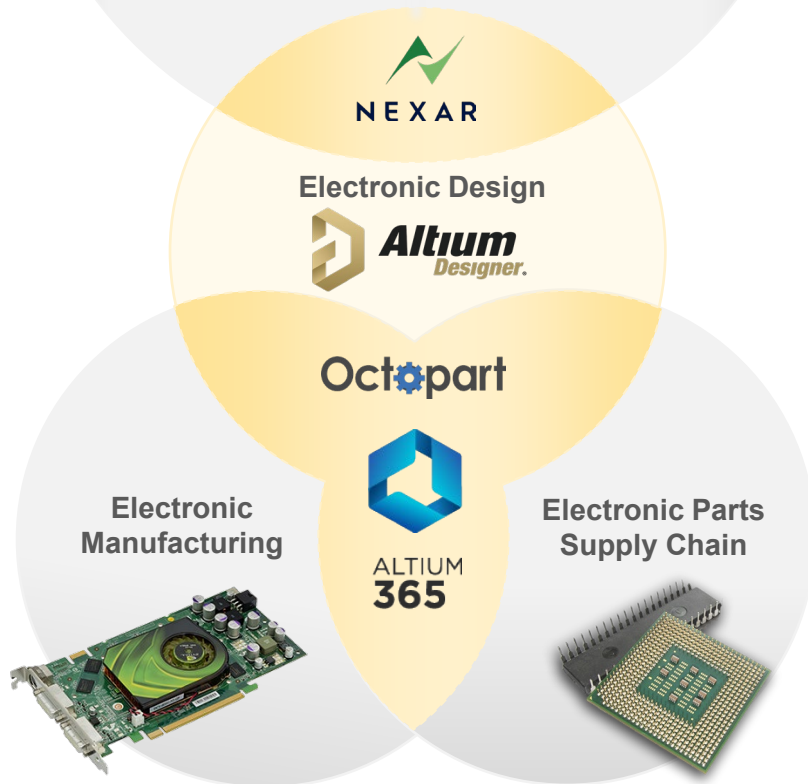 NEXAR
Electronic Design
Altium
Designer.
Octopart
Electronic
Manufacturing
Electronic Parts
Supply Chain
ALTIUM
365